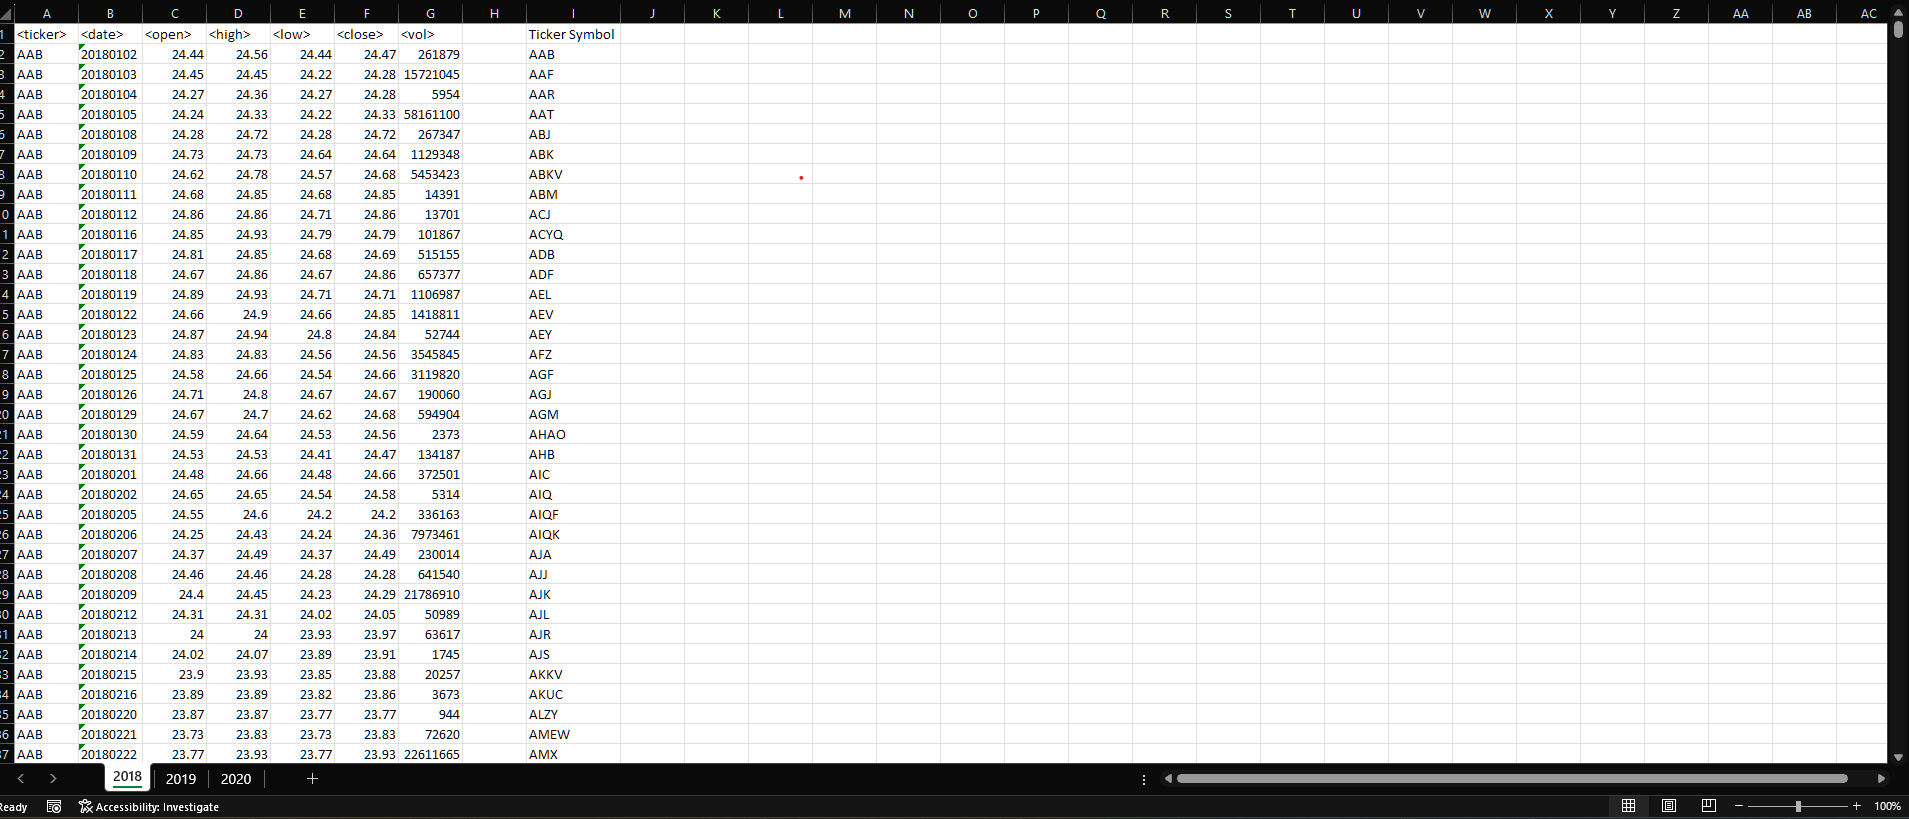 A B C D E F G H I J K L M N O P Q R S T U V W X Y Z AA AB AC
1 <ticker> <date> <open> <high> <low> <close> <vol> Ticker Symbol
2 AAB 20180102 24.44 24.56 24.44 24.47 261879 AAB
3 AAB 20180103 24.45 24.45 24.22 24.28 15721045 AAF
4 AAB 20180104 24.27 24.36 24.27 24.28 5954 AAR
5 AAB 20180105 24.24 24.33 24.22 24.33 58161100 AAT
6 AAB 20180108 24.28 24.72 24.28 24.72 267347 ABJ
7 AAB 20180109 24.73 24.73 24.64 24.64 1129348 ABK
8 AAB 20180110 24.62 24.78 24.57 24.68 5453423 ABKV
9 AAB 20180111 24.68 24.85 24.68 24.85 14391 ABM
0 AAB 20180112 24.86 24.86 24.71 24.86 13701 ACJ
1 AAB 20180116 24.85 24.93 24.79 24.79 101867 ACYQ
2 AAB 20180117 24.81 24.85 24.68 24.69 515155 ADB
3 AAB 20180118 24.67 24.86 24.67 24.86 657377 ADF
4 AAB 20180119 24.89 24.93 24.71 24.71 1106987 AEL
5 AAB 20180122 24.66 24.9 24.66 24.85 1418811 AEV
6 AAB 20180123 24.87 24.94 24.8 24.84 52744 AEY
7 AAB 20180124 24.83 24.83 24.56 24.56 3545845 AFZ
8 AAB 20180125 24.58 24.66 24.54 24.66 3119820 AGF
9 AAB 20180126 24.71 24.8 24.67 24.67 190060 AGJ
20 AAB 20180129 24.67 24.7 24.62 24.68 594904 AGM
21 AAB 20180130 24.59 24.64 24.53 24.56 2373 AHAO
22 AAB 20180131 24.53 24.53 24.41 24.47 134187 AHB
23 AAB 20180201 24.48 24.66 24.48 24.66 372501 AIC
24 AAB 20180202 24.65 24.65 24.54 24.58 5314 AIQ
25 AAB 20180205 24.55 24.6 24.2 24.2 336163 AIQF
26 AAB 20180206 24.25 24.43 24.24 24.36 7973461 AIQK
27 AAB 20180207 24.37 24.49 24.37 24.49 230014 AJA
28 AAB 20180208 24.46 24.46 24.28 24.28 641540 AJJ
29 AAB 20180209 24.4 24.45 24.23 24.29 21786910 AJK
30 AAB 20180212 24.31 24.31 24.02 24.05 50989 AJL
31 AAB 20180213 24 24 23.93 23.97 63617 AJR
32 AAB 20180214 24.02 24.07 23.89 23.91 1745 AJS
33 AAB 20180215 23.9 23.93 23.85 23.88 20257 AKKV
34 AAB 20180216 23.89 23.89 23.82 23.86 3673 AKUC
35 AAB 20180220 23.87 23.87 23.77 23.77 944 ALZY
36 AAB 20180221 23.73 23.83 23.73 23.83 72620 AMEW
37 AAB 20180222 23.77 23.93 23.77 23.93 22611665 AMX
2018 2019 2020
Ready Accessibility: Investigate 100%